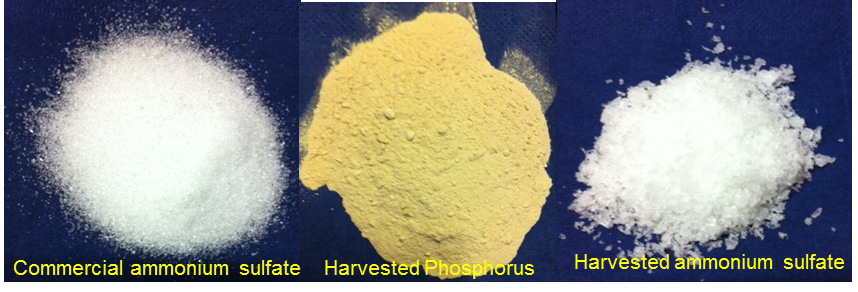 Commercial ammonium sulfate
Harvested Phosphorus
Harvested ammonium sulfate